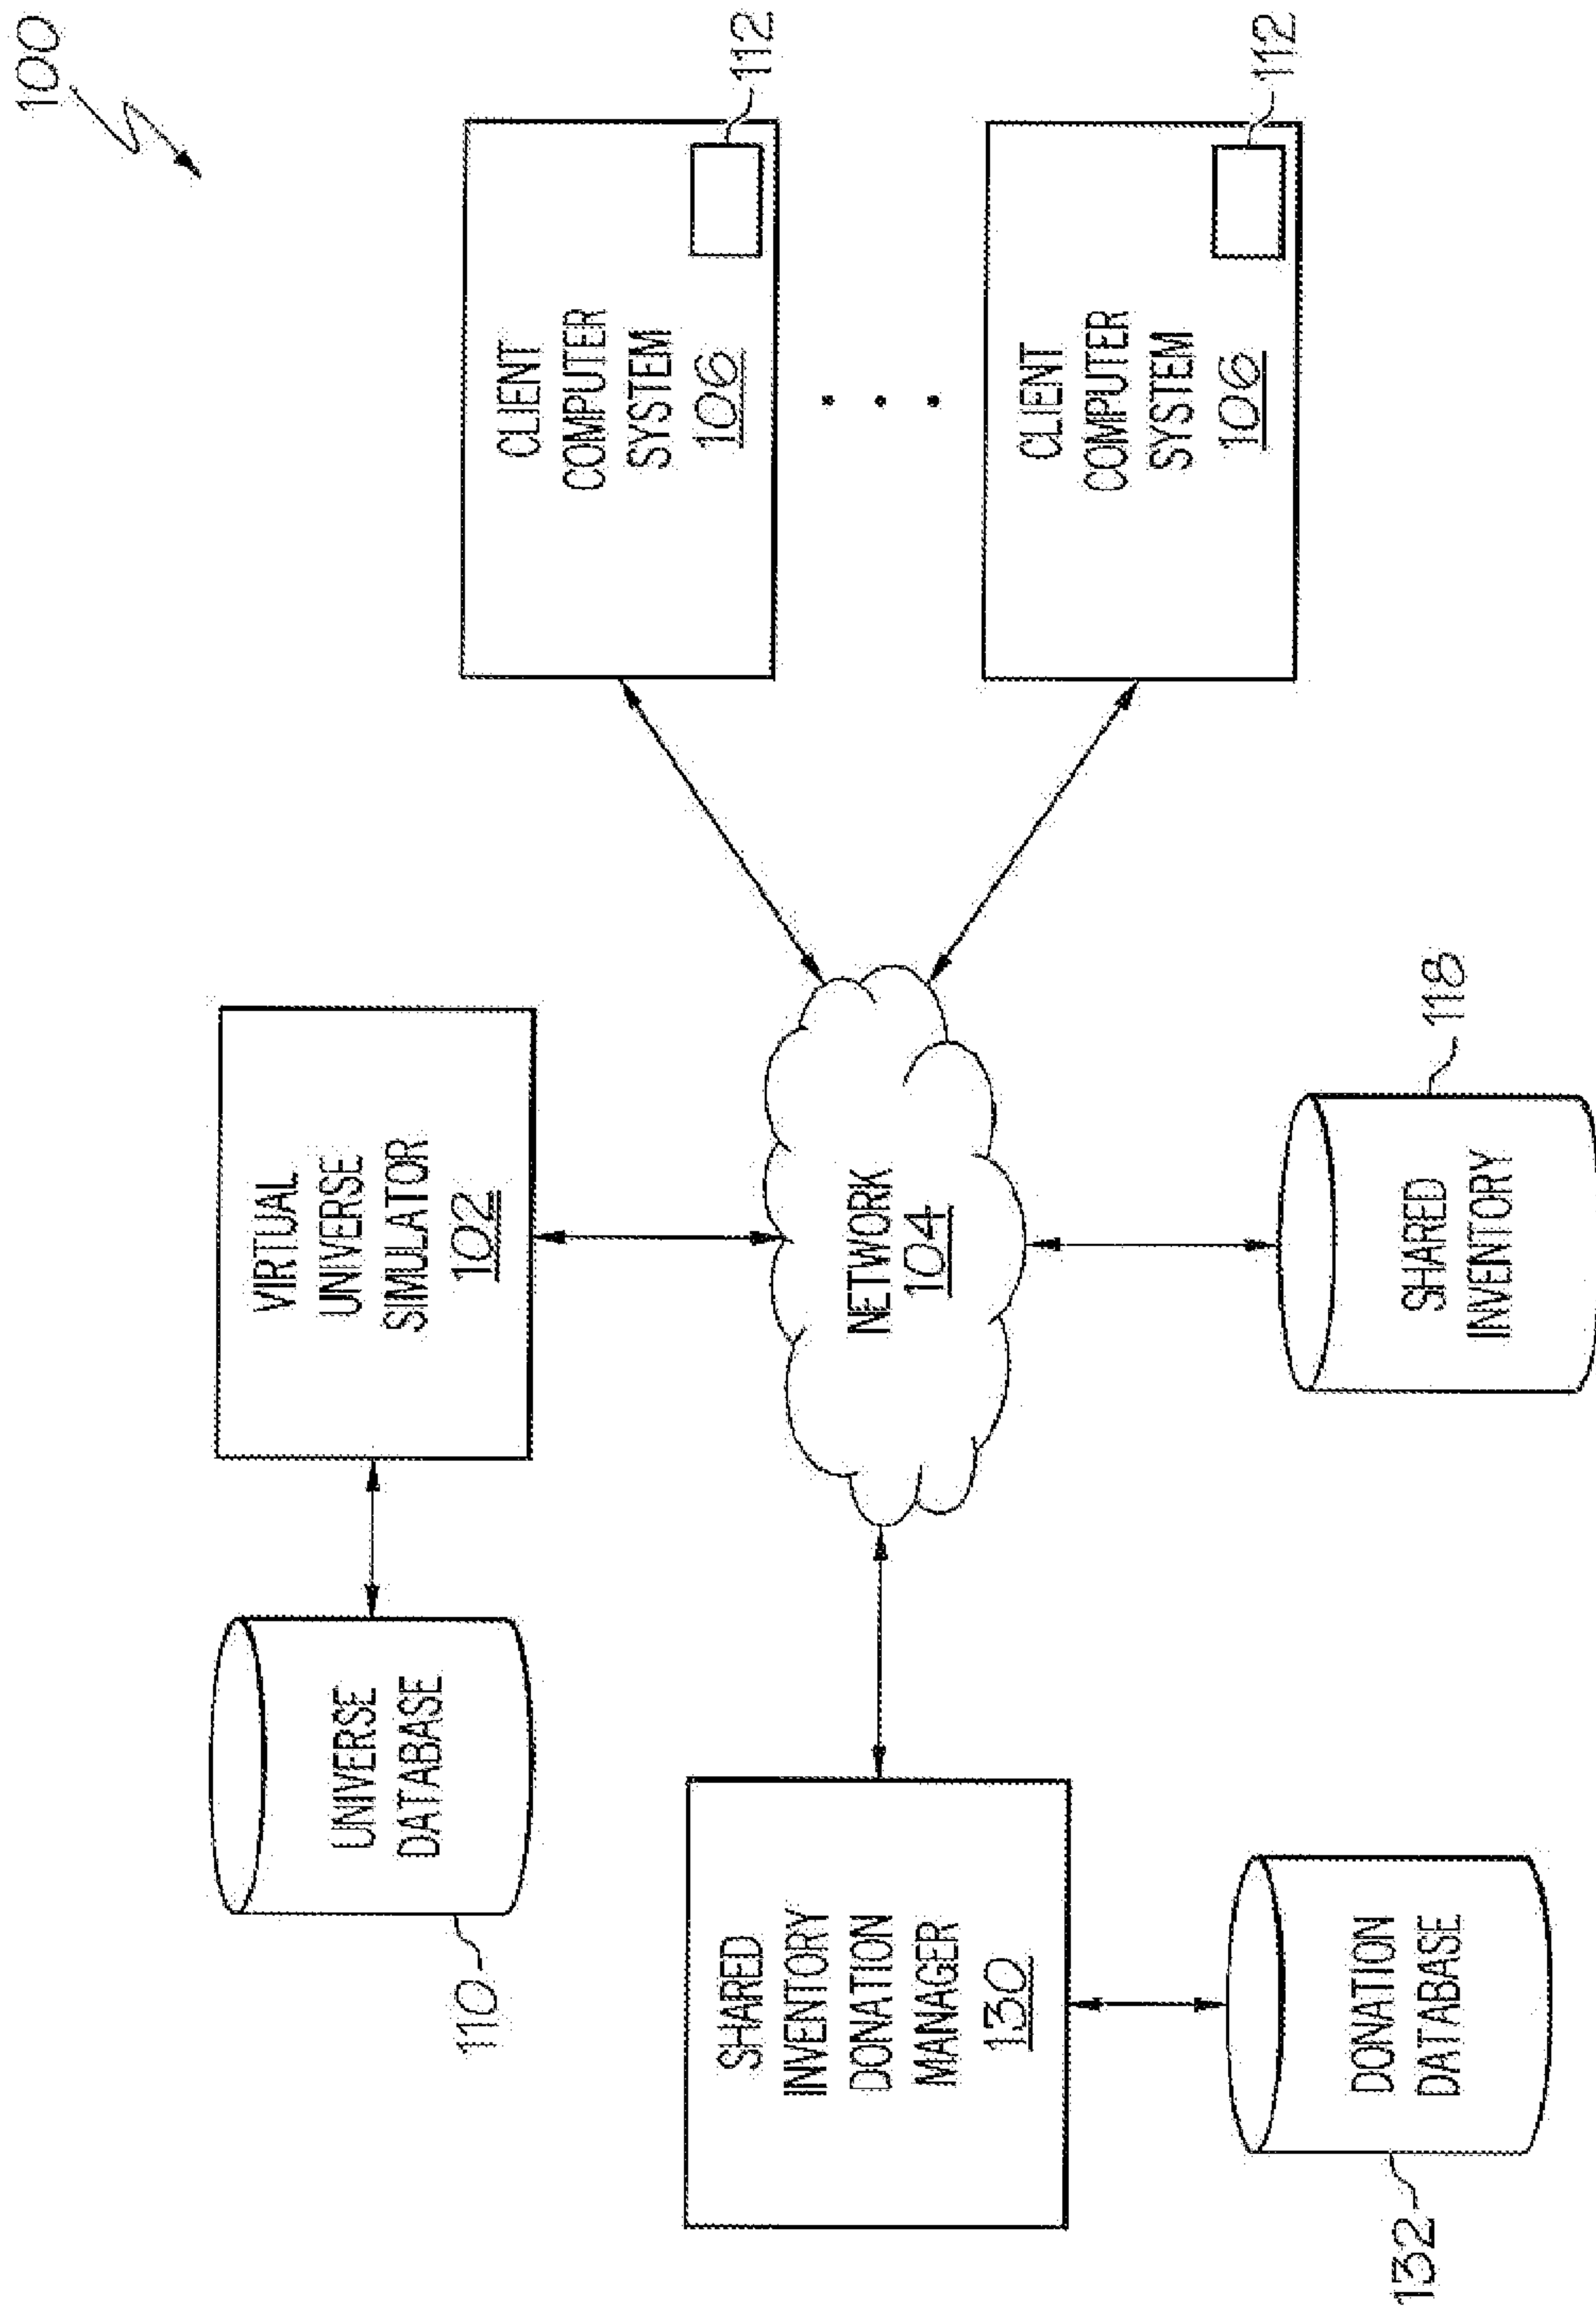 100
UNIVERSE
DATABASE
110
VIRTUAL
UNIVERSE
SIMULATOR
102
CLIENT
COMPUTER
SYSTEM
106
112
SHARED
INVENTORY
DONATION
MANAGER
130
NETWORK
104
CLIENT
COMPUTER
SYSTEM
106
112
DONATION
DATABASE
132
SHARED
INVENTORY
118